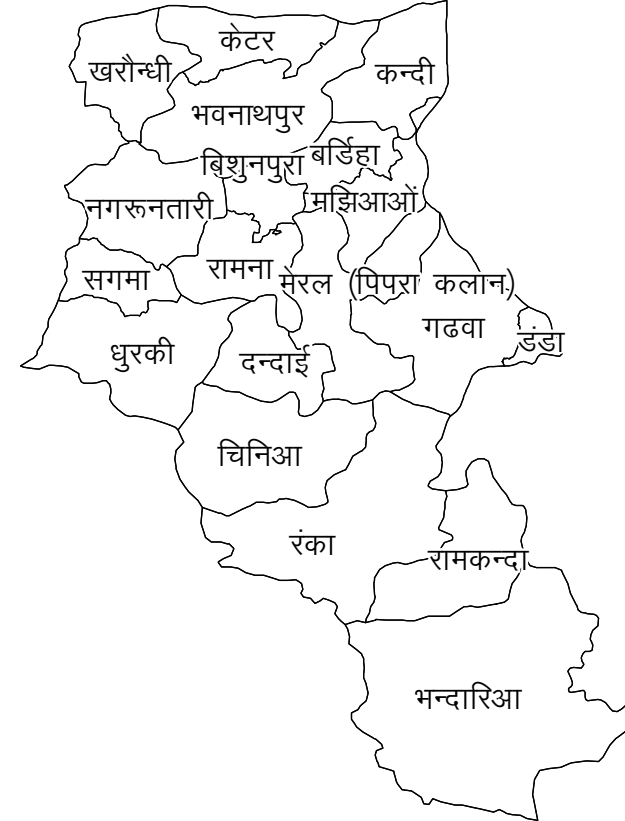 केटर
खरौन्धी
कन्दी
भवनाथपुर
बर्डिहा
बिशुनपुरा
मझिआओं
नगरूनतारी
रामना
सगमा
मेरल (पिपरा कलान)
गढवा
डंडा
धुरकी
दन्दाई
चिनिआ
रंका
रामकन्दा
भन्दारिआ